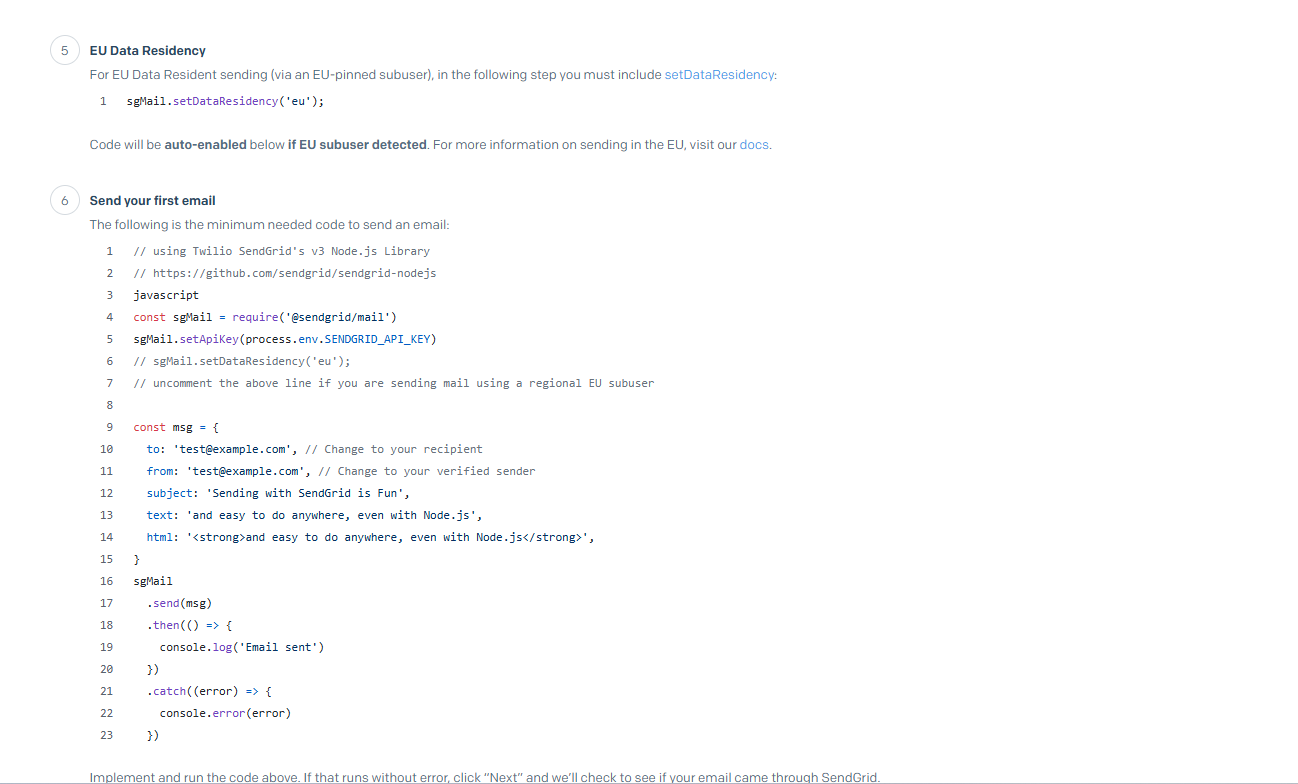 5 EU Data Residency
For EU Data Resident sending (via an EU-pinned subuser), in the following step you must include setDataResidency:
1 sgMail.setDataResidency('eu');
Code will be auto-enabled below if EU subuser detected. For more information on sending in the EU, visit our docs.
6 Send your first email
The following is the minimum needed code to send an email:
1 // using Twilio SendGrid's v3 Node.js Library
2 // https://github.com/sendgrid/sendgrid-nodejs
3 javascript
4 const sgMail = require('@sendgrid/mail')
5 sgMail.setApiKey(process.env.SENDGRID_API_KEY)
6 // sgMail.setDataResidency('eu');
7 // uncomment the above line if you are sending mail using a regional EU subuser
8
9 const msg = {
10   to: 'test@example.com', // Change to your recipient
11   from: 'test@example.com', // Change to your verified sender
12   subject: 'Sending with SendGrid is Fun',
13   text: 'and easy to do anywhere, even with Node.js',
14   html: '<strong>and easy to do anywhere, even with Node.js</strong>',
15 }
16 sgMail
17   .send(msg)
18   .then(() => {
19     console.log('Email sent')
20   })
21   .catch((error) => {
22     console.error(error)
23   })
Implement and run the code above. If that runs without error, click “Next” and we’ll check to see if your email came through SendGrid.